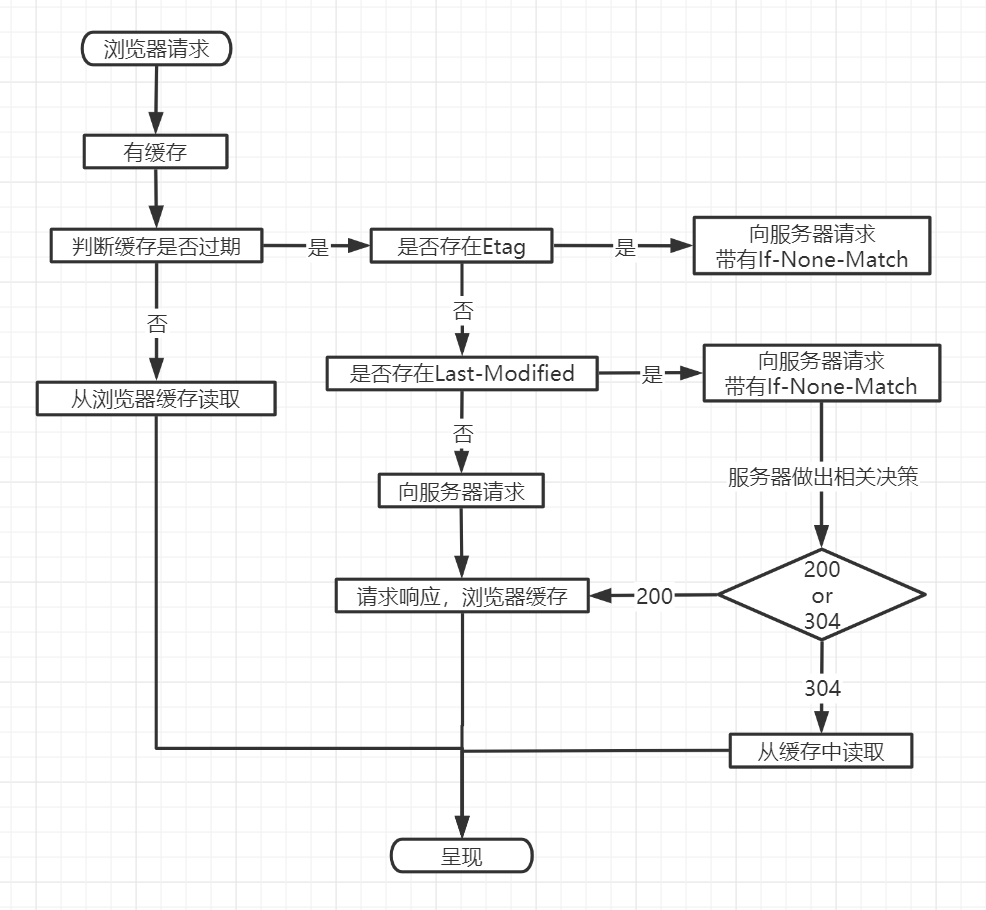 浏览器请求
有缓存
判断缓存是否过期
是
是否存在Etag
是
向服务器请求
带有If-None-Match
否
否
是否存在Last-Modified
是
向服务器请求
带有If-None-Match
从浏览器缓存读取
否
服务器做出相关决策
向服务器请求
200
or
304
请求响应，浏览器缓存
200
304
从缓存中读取
呈现